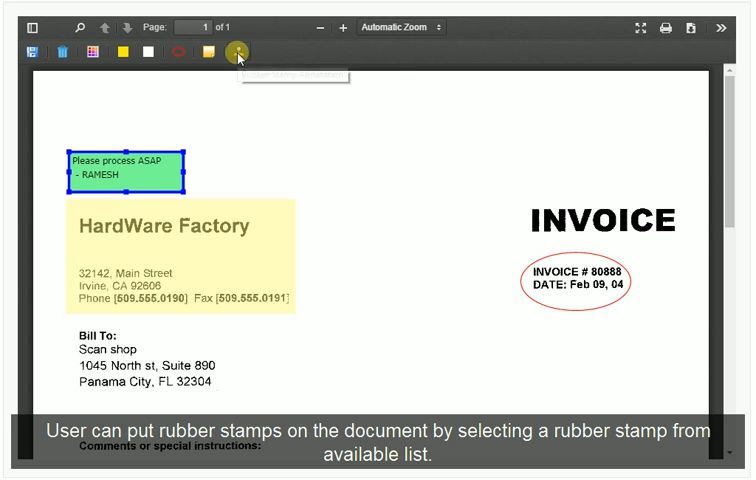 Page: 1 of 1 Automatic Zoom
Rubber Stamp Annotation
Please process ASAP
- RAMESH
HardWare Factory
INVOICE
32142, Main Street
Irvine, CA 92606
Phone [509.555.0190] Fax [509.555.0191]
INVOICE # 80888
DATE: Feb 09, 04
Bill To:
Scan shop
1045 North st, Suite 890
Panama City, FL 32304
Comments or special instructions:
User can put rubber stamps on the document by selecting a rubber stamp from
available list.